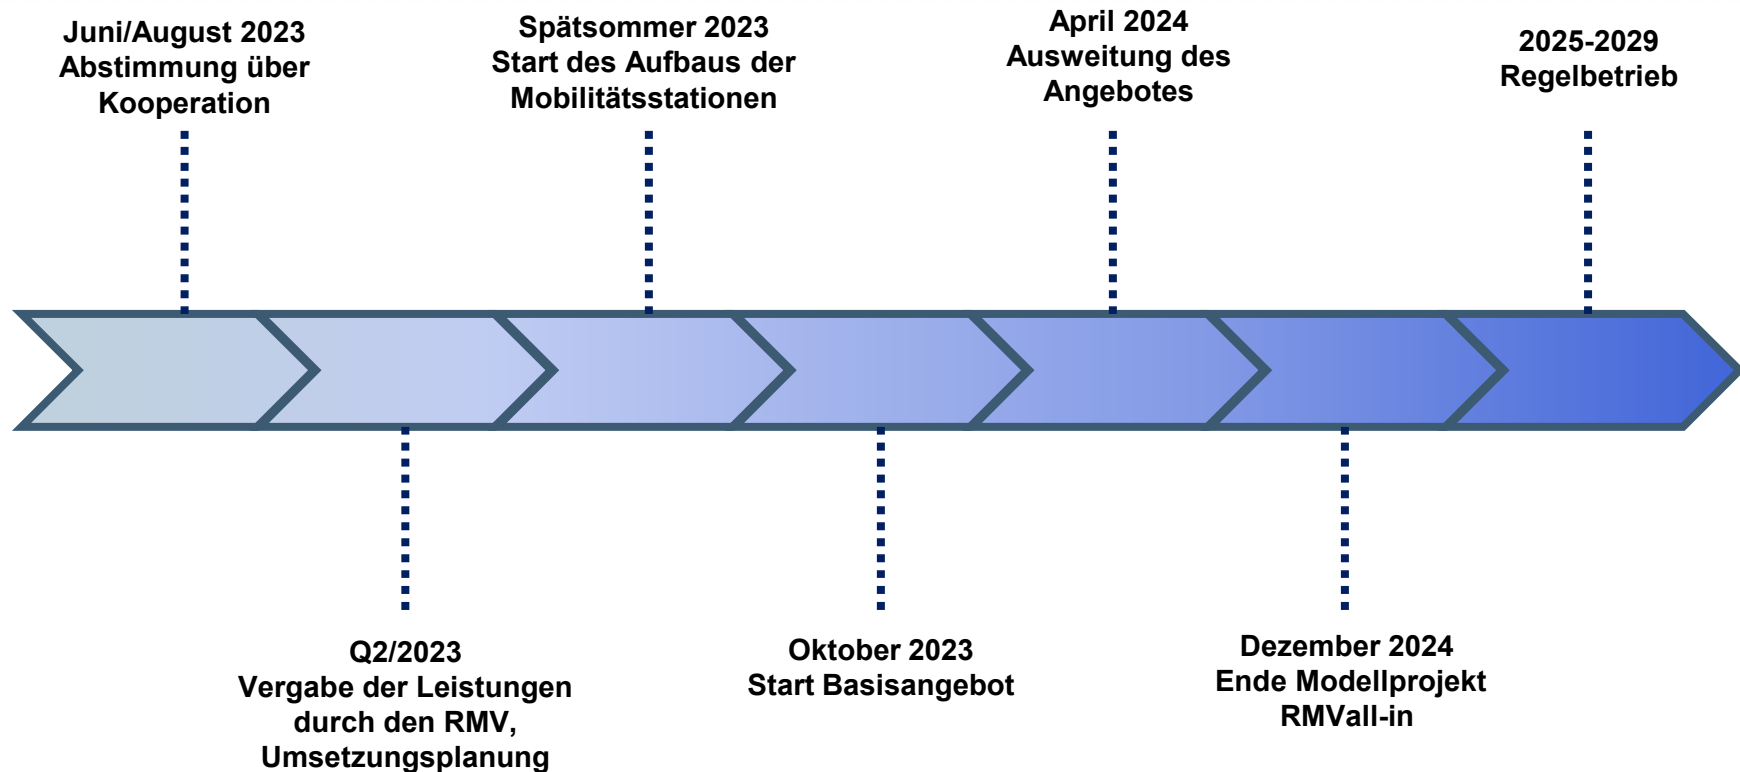 Juni/August 2023
Abstimmung über
Kooperation
Spätsommer 2023
Start des Aufbaus der
Mobilitätsstationen
April 2024
Ausweitung des
Angebotes
2025-2029
Regelbetrieb
Q2/2023
Vergabe der Leistungen
durch den RMV,
Umsetzungsplanung
Oktober 2023
Start Basisangebot
Dezember 2024
Ende Modellprojekt
RMVall-in